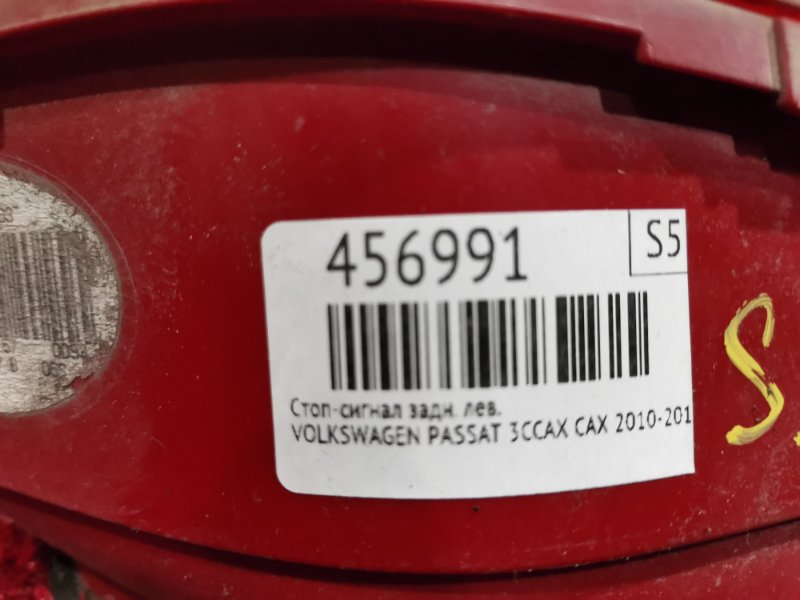 456991
S5
Стоп-сигнал задн. лев.
VOLKSWAGEN PASSAT 3CCAX CAX 2010-201
S